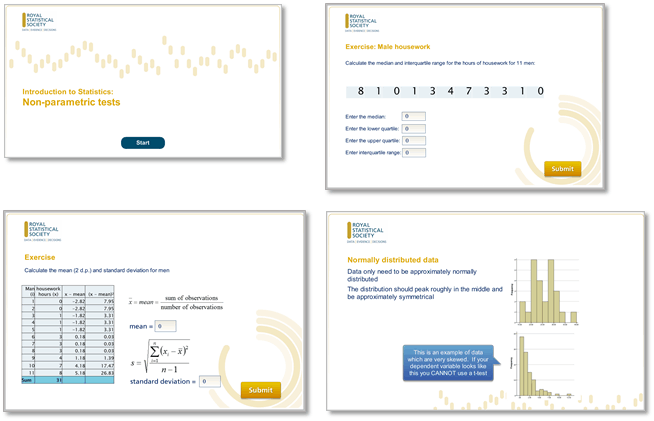 ROYAL
STATISTICAL
SOCIETY
DATA | EVIDENCE | DECISIONS
Introduction to Statistics:
Non-parametric tests
Start
ROYAL
STATISTICAL
SOCIETY
DATA | EVIDENCE | DECISIONS
Exercise: Male housework
Calculate the median and interquartile range for the hours of housework for 11 men:
8 1 0 1 3 4 7 3 3 1 0
Enter the median: 0
Enter the lower quartile: 0
Enter the upper quartile: 0
Enter interquartile range: 0
Submit
ROYAL
STATISTICAL
SOCIETY
DATA | EVIDENCE | DECISIONS
Exercise
Calculate the mean (2 d.p.) and standard deviation for men
Man housework
(i) hours (x) x - mean (x - mean)²
1 0 -2.82 7.95
2 0 -2.82 7.95
3 1 -1.82 3.31
4 1 -1.82 3.31
5 1 -1.82 3.31
6 3 0.18 0.03
7 3 0.18 0.03
8 3 0.18 0.03
9 4 1.18 1.39
10 7 4.18 17.47
11 8 5.18 26.83
Sum 31
x̄ = mean = sum of observations
number of observations
mean = 0
s = √(∑ⁿᵢ₌₁(xᵢ − x̄)²
n − 1)
standard deviation = 0
Submit
ROYAL
STATISTICAL
SOCIETY
DATA | EVIDENCE | DECISIONS
Normally distributed data
Data only need to be approximately normally
distributed
The distribution should peak roughly in the middle and
be approximately symmetrical
This is an example of data
which are very skewed. If your
dependent variable looks like
this you CANNOT use a t-test
Frequency
Frequency